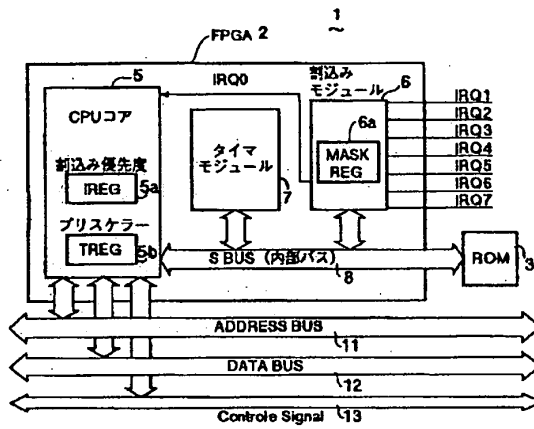 1
FPGA 2
5
IRQ0
割込み
モジュール
6
CPUコア
6a
MASK
REG
タイマ
モジュール
7
IRQ1
IRQ2
IRQ3
IRQ4
IRQ5
IRQ6
IRQ7
割込み優先度
IREG
5a
プリスケラー
TREG
5b
S BUS (内部バス)
8
ROM
3
ADDRESS BUS
11
DATA BUS
12
Controle Signal
13